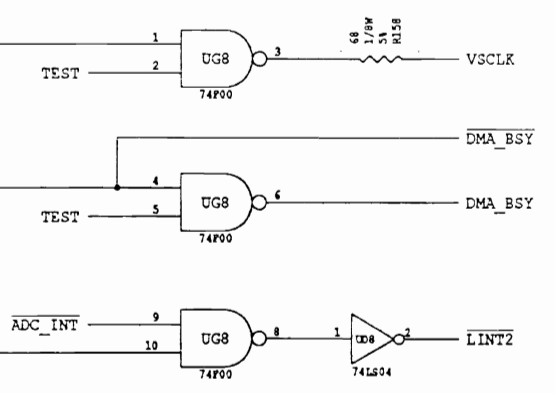 68
1/8W
5%
R158
1
UG8
3
VSCLK
TEST
2
74F00
DMA_BSY
4
UG8
6
DMA_BSY
TEST
5
74F00
ADC_INT
9
UG8
8
1
UD8
2
LINT2
10
74F00
74LS04